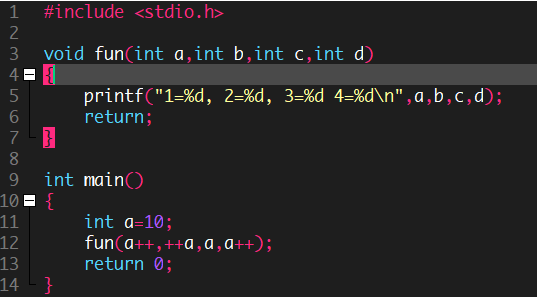 1 #include <stdio.h>
2
3 void fun(int a,int b,int c,int d)
4 {
5 printf("1=%d, 2=%d, 3=%d 4=%d\n",a,b,c,d);
6 return;
7 }
8
9 int main()
10 {
11 int a=10;
12 fun(a++,++a,a,a++);
13 return 0;
14 }